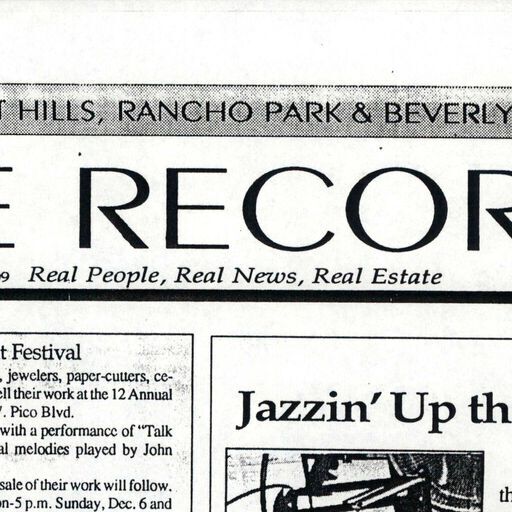 T HILLS, RANCHO PARK & BEVERLY
E RECOR
9 Real People, Real News, Real Estate
t Festival
, jewelers, paper-cutters, ce-
ell their work at the 12 Annual
. Pico Blvd.
with a performance of "Talk
al melodies played by John
sale of their work will follow.
on-5 p.m. Sunday, Dec. 6 and
Jazzin' Up th
th